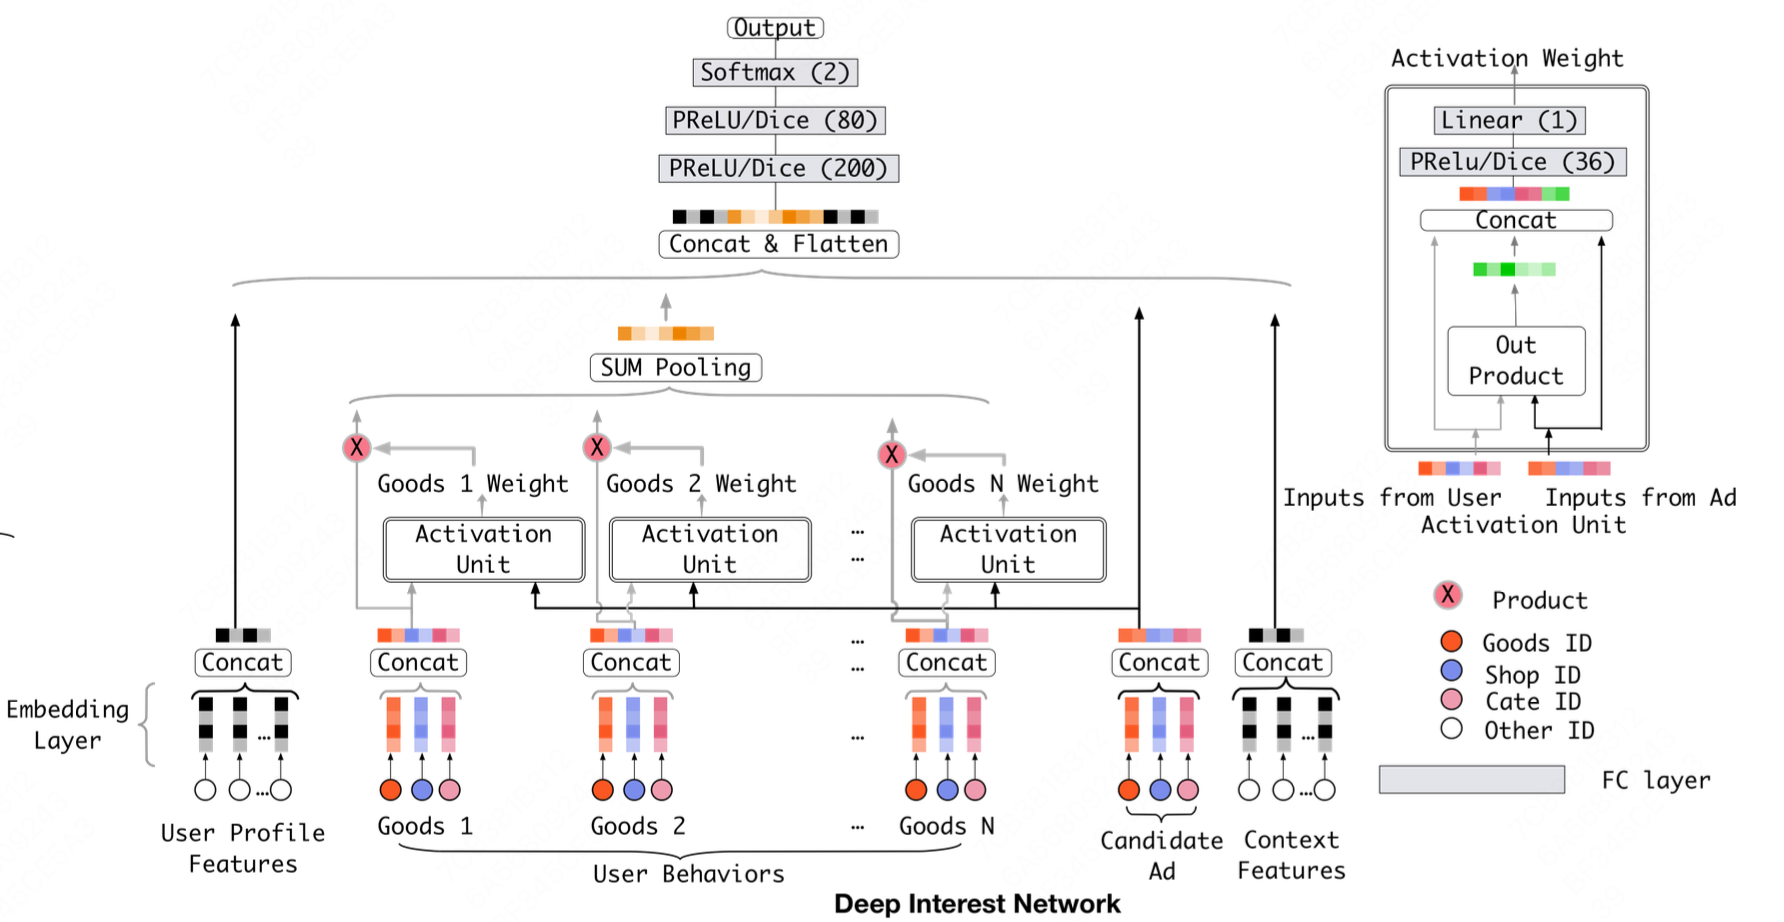 Output
Softmax (2)
PReLU/Dice (80)
PReLU/Dice (200)
Concat & Flatten
SUM Pooling
X
X
X
Goods 1 Weight
Goods 2 Weight
Goods N Weight
Activation
Unit
Activation
Unit
...
...
Activation
Unit
Concat
Concat
Concat
...
...
Concat
Concat
Concat
Embedding
Layer
...
...
...
...
...
User Profile
Features
Goods 1
Goods 2
...
Goods N
User Behaviors
Candidate
Ad
Context
Features
Deep Interest Network
Activation Weight
Linear (1)
PRelu/Dice (36)
Concat
Out
Product
Inputs from User
Inputs from Ad
Activation Unit
X
Product
Goods ID
Shop ID
Cate ID
Other ID
FC layer